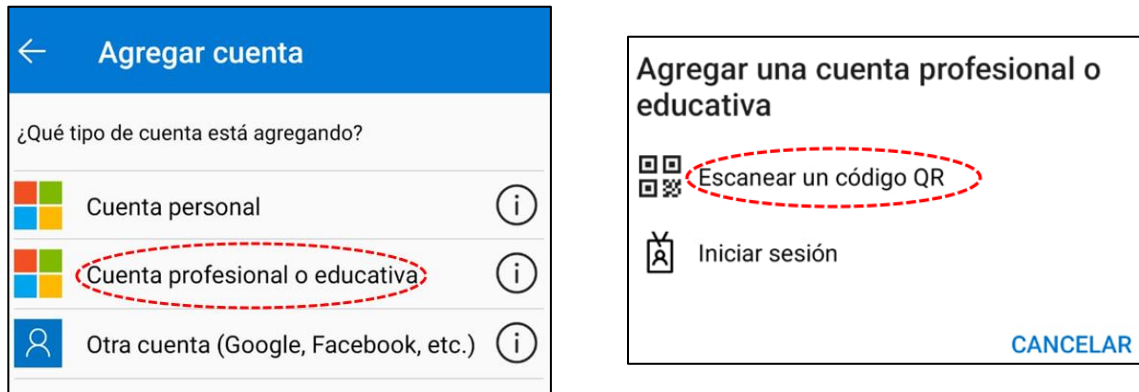 Agregar cuenta
¿Qué tipo de cuenta está agregando?
Cuenta personal
Cuenta profesional o educativa
Otra cuenta (Google, Facebook, etc.)
Agregar una cuenta profesional o
educativa
Escanear un código QR
Iniciar sesión
CANCELAR